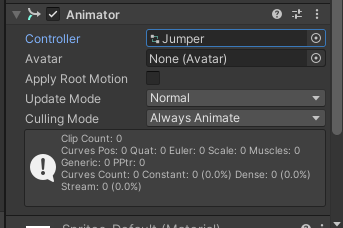 Animator
Controller
Jumper
Avatar
None (Avatar)
Apply Root Motion
Update Mode
Normal
Culling Mode
Always Animate
Clip Count: 0
Curves Pos: 0 Quat: 0 Euler: 0 Scale: 0 Muscles: 0
Generic: 0 PPtr: 0
Curves Count: 0 Constant: 0 (0.0%) Dense: 0 (0.0%)
Stream: 0 (0.0%)
Sprites-Default (Material)